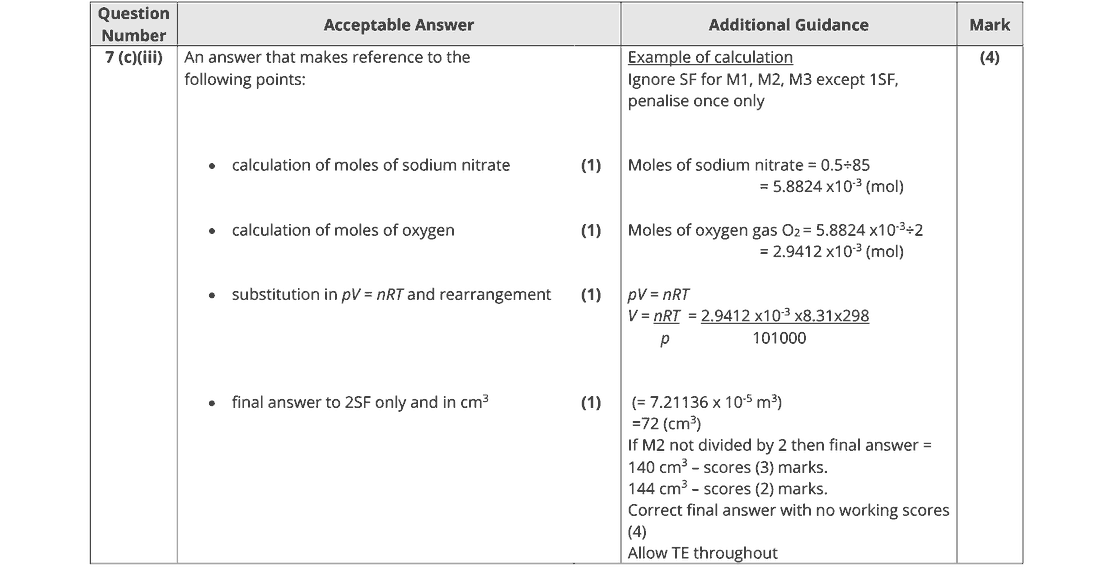 Question Number
Acceptable Answer
Additional Guidance
Mark
7 (c)(iii)
An answer that makes reference to the
following points:
Example of calculation
Ignore SF for M1, M2, M3 except 1SF,
penalise once only
(4)
• calculation of moles of sodium nitrate (1)
Moles of sodium nitrate = 0.5÷85
= 5.8824 x10⁻³ (mol)
• calculation of moles of oxygen (1)
Moles of oxygen gas O₂ = 5.8824 x10⁻³÷2
= 2.9412 x10⁻³ (mol)
• substitution in pV = nRT and rearrangement (1)
pV = nRT
V = nRT = 2.9412 x10⁻³ x8.31x298
p 101000
• final answer to 2SF only and in cm³ (1)
(= 7.21136 x 10⁻⁵ m³)
=72 (cm³)
If M2 not divided by 2 then final answer =
140 cm³ – scores (3) marks.
144 cm³ – scores (2) marks.
Correct final answer with no working scores
(4)
Allow TE throughout